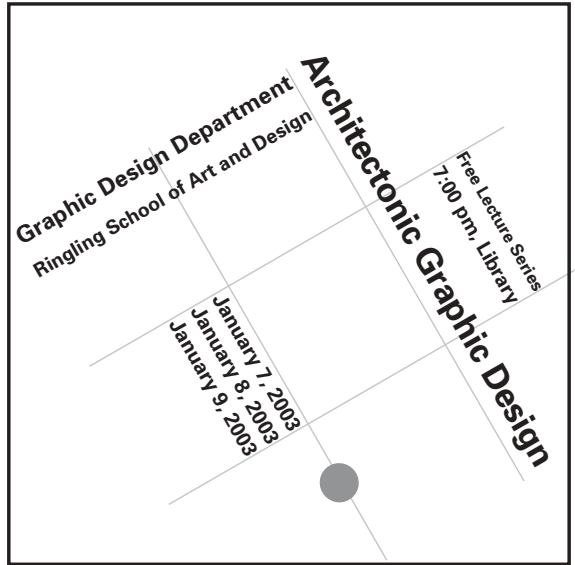 Graphic Design Department
Ringling School of Art and Design
Architectonic Graphic Design
Free Lecture Series
7:00 pm, Library
January 7, 2003
January 8, 2003
January 9, 2003